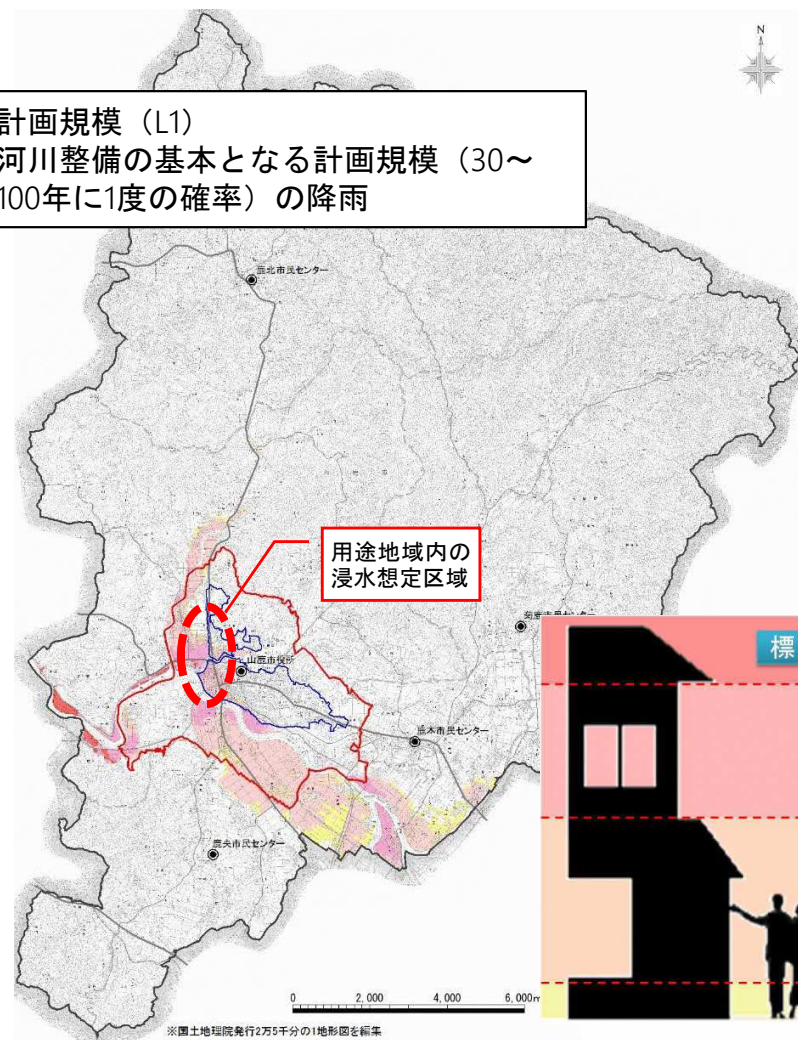 N
計画規模（L1）
河川整備の基本となる計画規模（30～
100年に1度の確率）の降雨
鹿北市民センター
用途地域内の
浸水想定区域
菊鹿市民センター
標
山鹿市役所
鹿本市民センター
鹿央市民センター
0 2,000 4,000 6,000m
※国土地理院発行2万5千分の1地形図を編集